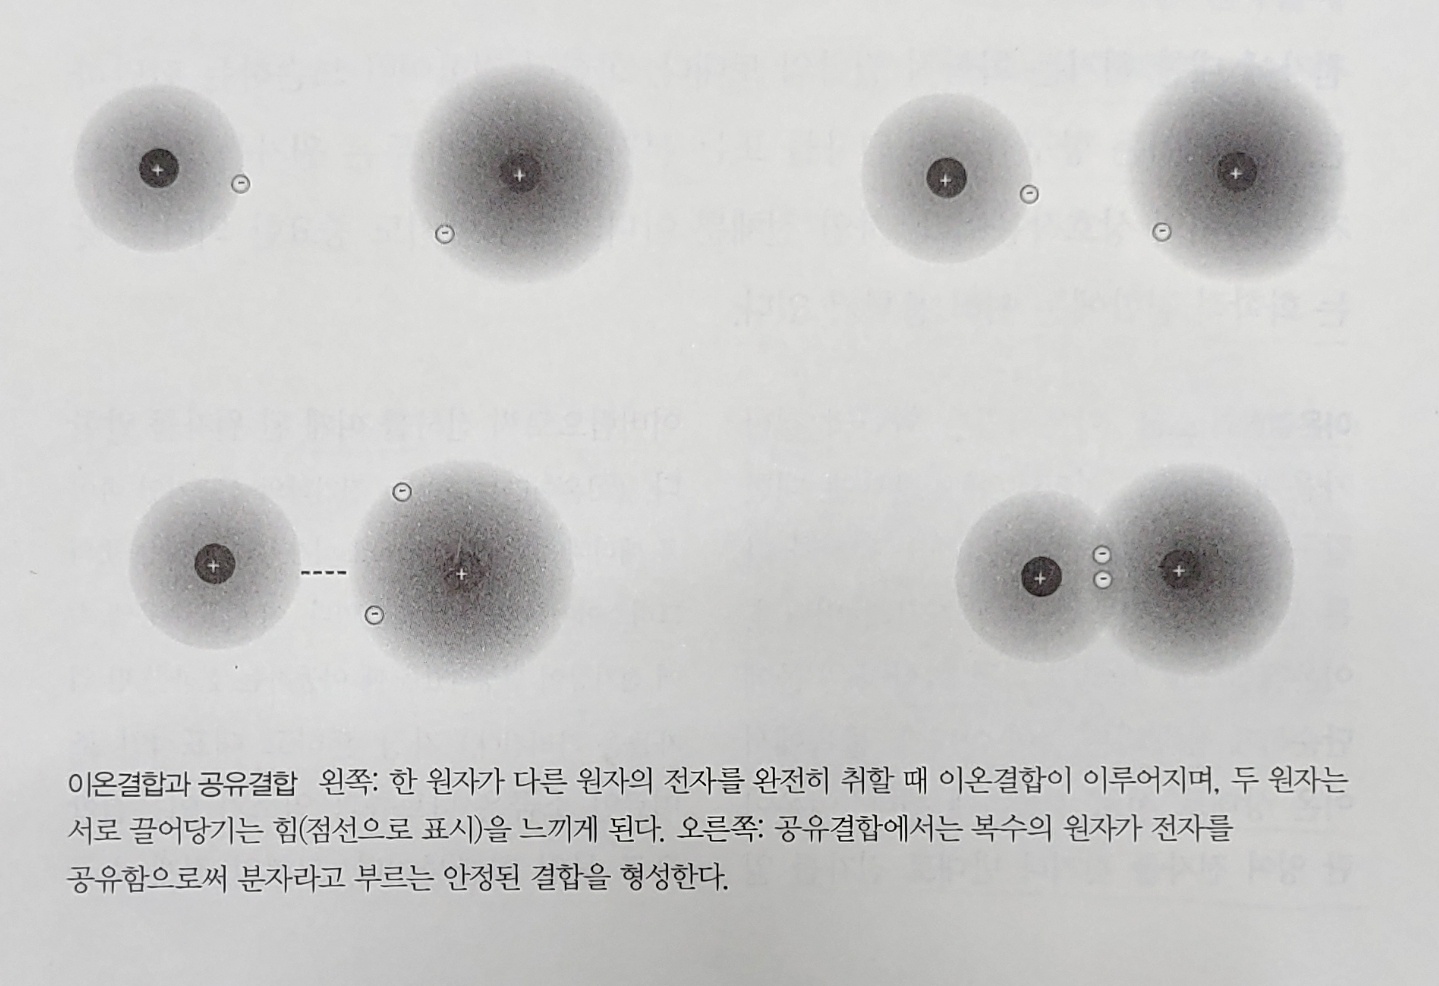 이온결합과 공유결합 왼쪽: 한 원자가 다른 원자의 전자를 완전히 취할 때 이온결합이 이루어지며, 두 원자는
서로 끌어당기는 힘(점선으로 표시)을 느끼게 된다. 오른쪽: 공유결합에서는 복수의 원자가 전자를
공유함으로써 분자라고 부르는 안정된 결합을 형성한다.